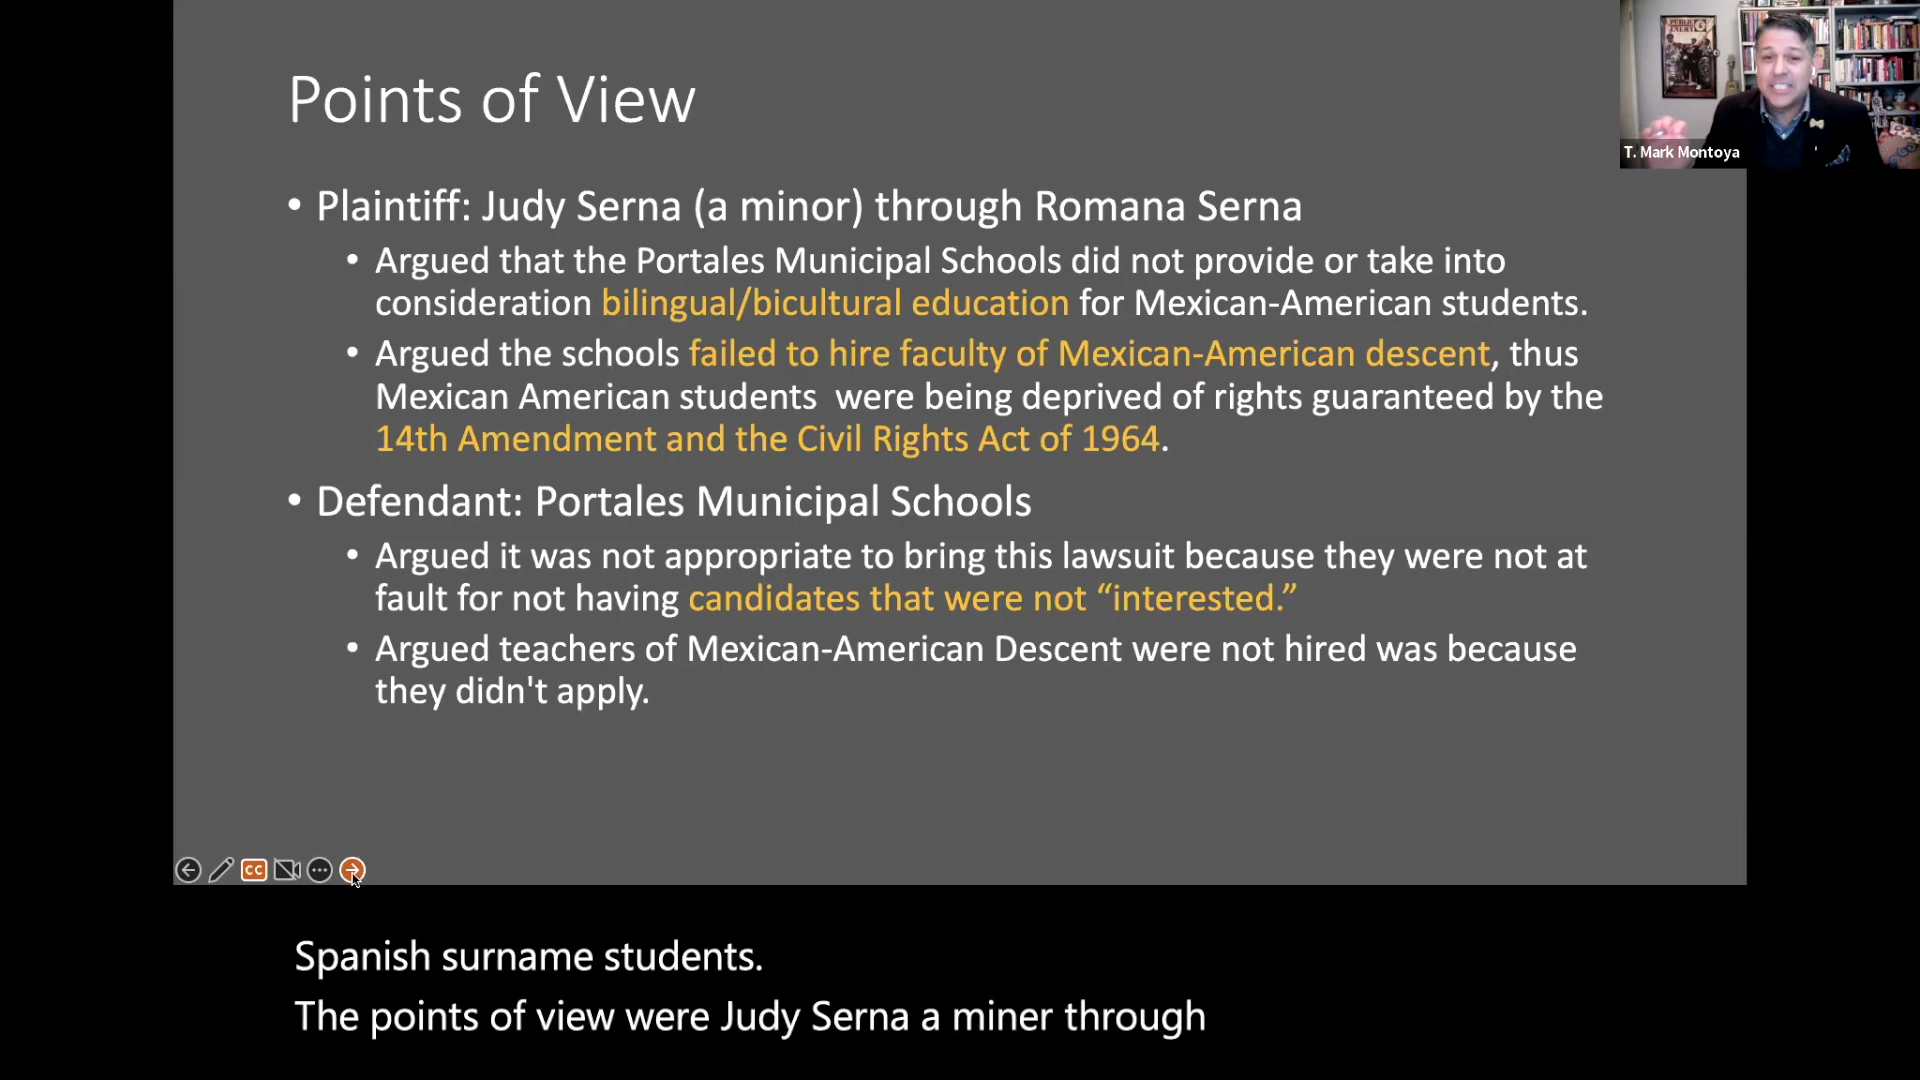 Points of View
PUBLIC
ENEMY
T. Mark Montoya
• Plaintiff: Judy Serna (a minor) through Romana Serna
• Argued that the Portales Municipal Schools did not provide or take into
consideration bilingual/bicultural education for Mexican-American students.
• Argued the schools failed to hire faculty of Mexican-American descent, thus
Mexican American students  were being deprived of rights guaranteed by the
14th Amendment and the Civil Rights Act of 1964.
• Defendant: Portales Municipal Schools
• Argued it was not appropriate to bring this lawsuit because they were not at
fault for not having candidates that were not “interested.”
• Argued teachers of Mexican-American Descent were not hired was because
they didn't apply.
CC
Spanish surname students.
The points of view were Judy Serna a miner through